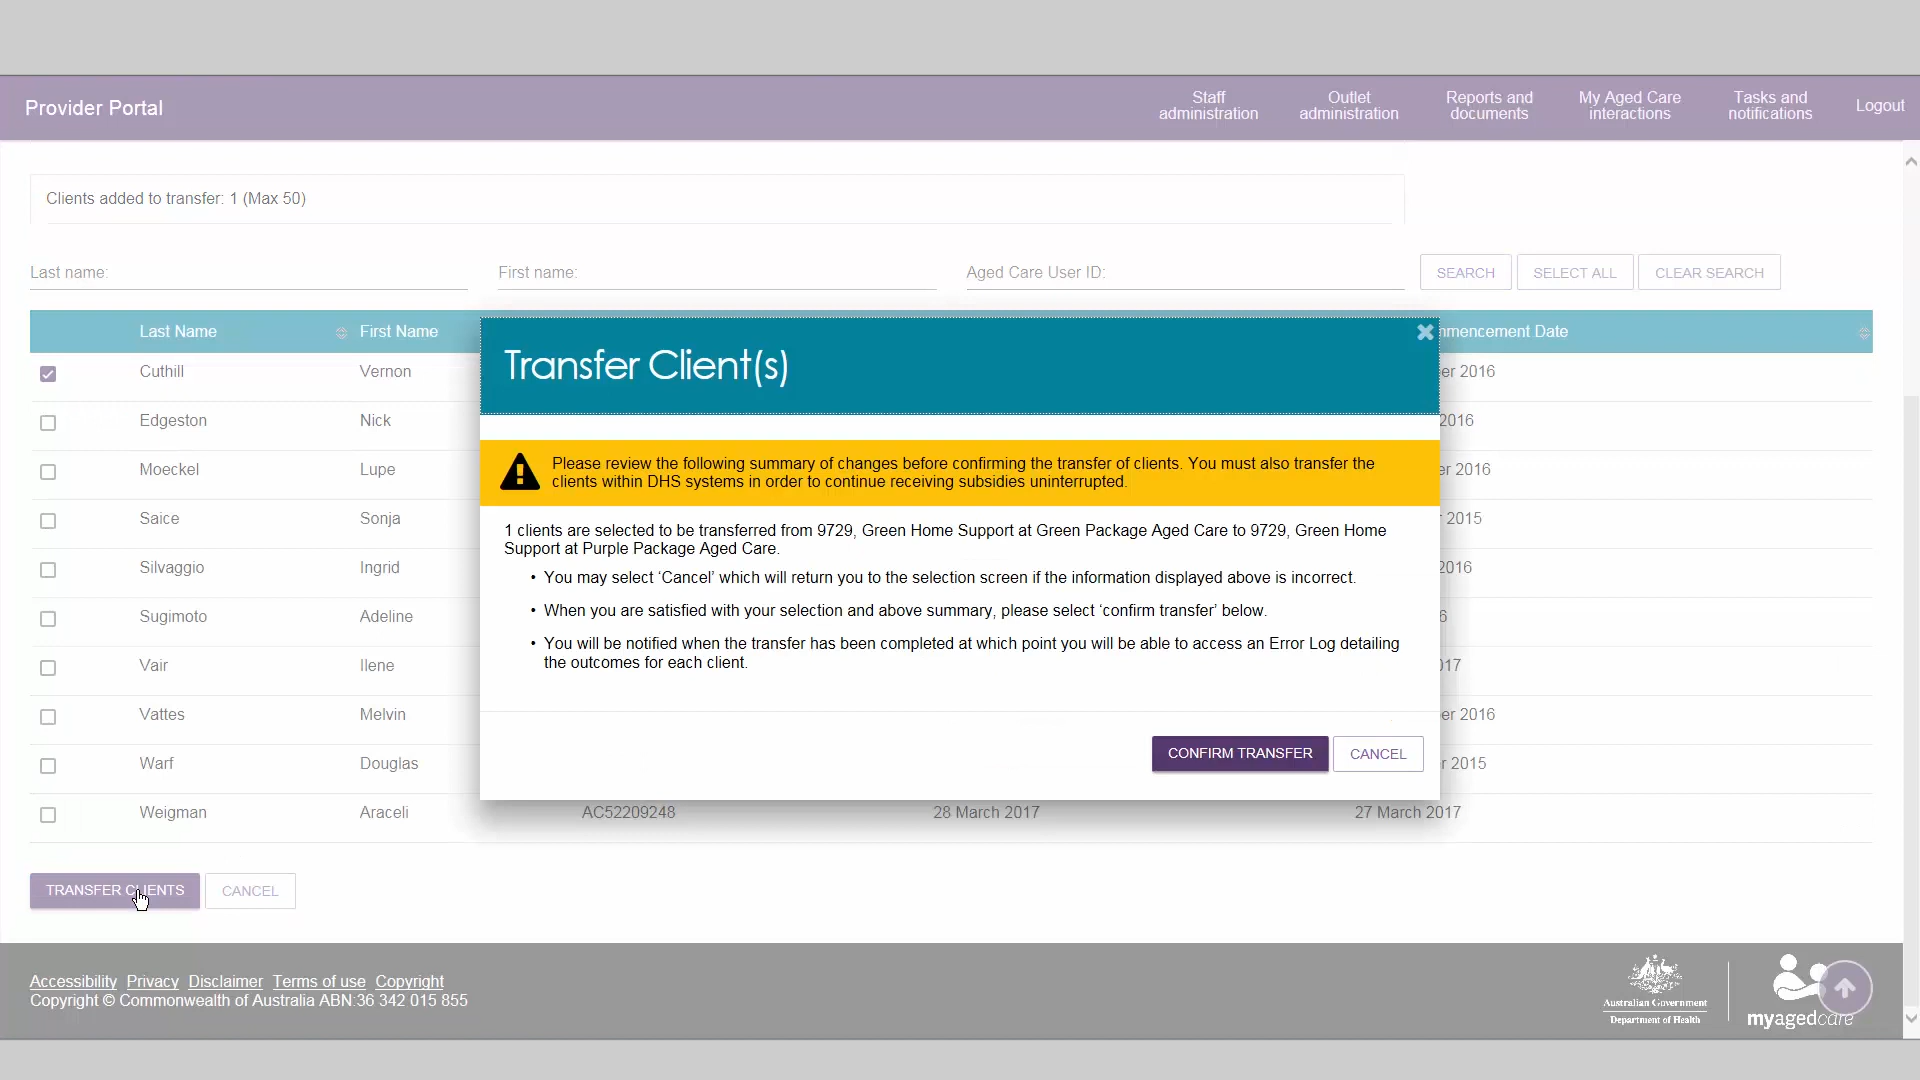 Provider Portal
Staff
administration
Outlet
administration
Reports and
documents
My Aged Care
interactions
Tasks and
notifications
Logout
Clients added to transfer: 1 (Max 50)
Last name:
First name:
Aged Care User ID:
SEARCH
SELECT ALL
CLEAR SEARCH
Last Name
First Name
mmencement Date
Cuthill Vernon er 2016
Edgeston Nick 2016
Moeckel Lupe er 2016
Saice Sonja 2015
Silvaggio Ingrid 2016
Sugimoto Adeline 6
Vair Ilene 017
Vattes Melvin er 2016
Warf Douglas r 2015
Weigman Araceli AC52209248 28 March 2017 27 March 2017
Transfer Client(s)
Please review the following summary of changes before confirming the transfer of clients. You must also transfer the
clients within DHS systems in order to continue receiving subsidies uninterrupted.
1 clients are selected to be transferred from 9729, Green Home Support at Green Package Aged Care to 9729, Green Home
Support at Purple Package Aged Care.
• You may select ‘Cancel’ which will return you to the selection screen if the information displayed above is incorrect.
• When you are satisfied with your selection and above summary, please select ‘confirm transfer’ below.
• You will be notified when the transfer has been completed at which point you will be able to access an Error Log detailing
the outcomes for each client.
CONFIRM TRANSFER
CANCEL
TRANSFER CLIENTS
CANCEL
Accessibility Privacy Disclaimer Terms of use Copyright
Copyright © Commonwealth of Australia ABN:36 342 015 855
Australian Government
Department of Health
myagedcare